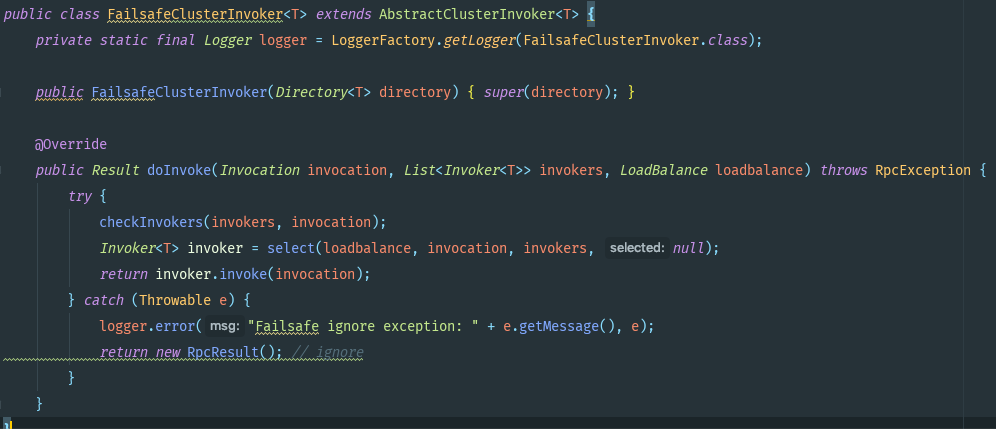 public class FailsafeClusterInvoker<T> extends AbstractClusterInvoker<T> {
    private static final Logger logger = LoggerFactory.getLogger(FailsafeClusterInvoker.class);
    public FailsafeClusterInvoker(Directory<T> directory) { super(directory); }
    @Override
    public Result doInvoke(Invocation invocation, List<Invoker<T>> invokers, LoadBalance loadbalance) throws RpcException {
        try {
            checkInvokers(invokers, invocation);
            Invoker<T> invoker = select(loadbalance, invocation, invokers, selected: null);
            return invoker.invoke(invocation);
        } catch (Throwable e) {
            logger.error( msg: "Failsafe ignore exception: " + e.getMessage(), e);
            return new RpcResult(); // ignore
        }
    }
}